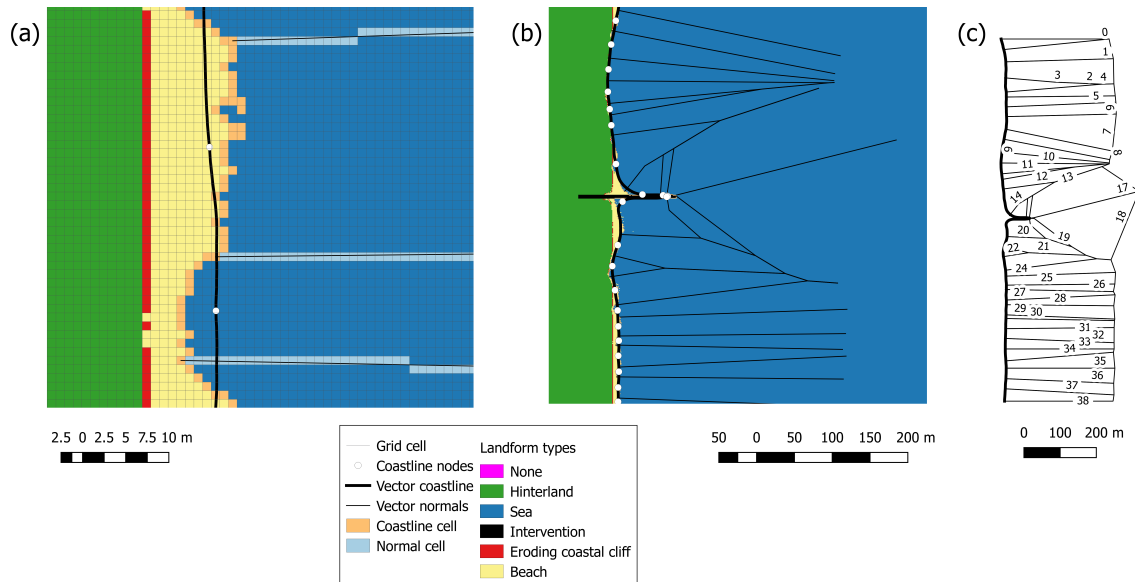 (a)
(b)
(c)
0
1
3 2 4
5
6
7
8
9
10
11
12 13
14
17
18
19
20
21
22
24
25
26
27
28
29 30
31
32
33
34
35
36
37
38
2.5 0 2.5 5 7.5 10 m
50 0 50 100 150 200 m
0 100 200 m
Grid cell
Coastline nodes
Vector coastline
Vector normals
Coastline cell
Normal cell
Landform types
None
Hinterland
Sea
Intervention
Eroding coastal cliff
Beach